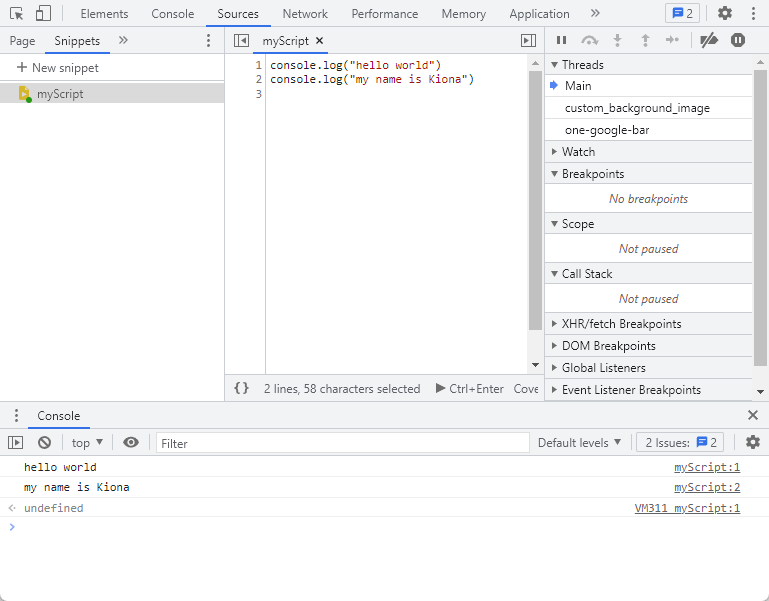 Elements Console Sources Network Performance Memory Application 2
Page Snippets
myScript
New snippet
myScript
1 console.log("hello world")
2 console.log("my name is Kiona")
3
{} 2 lines, 58 characters selected Ctrl+Enter Cove
Threads
Main
custom_background_image
one-google-bar
Watch
Breakpoints
No breakpoints
Scope
Not paused
Call Stack
Not paused
XHR/fetch Breakpoints
DOM Breakpoints
Global Listeners
Event Listener Breakpoints
Console
top Filter Default levels 2 Issues: 2
hello world myScript:1
my name is Kiona myScript:2
undefined VM311 myScript:1